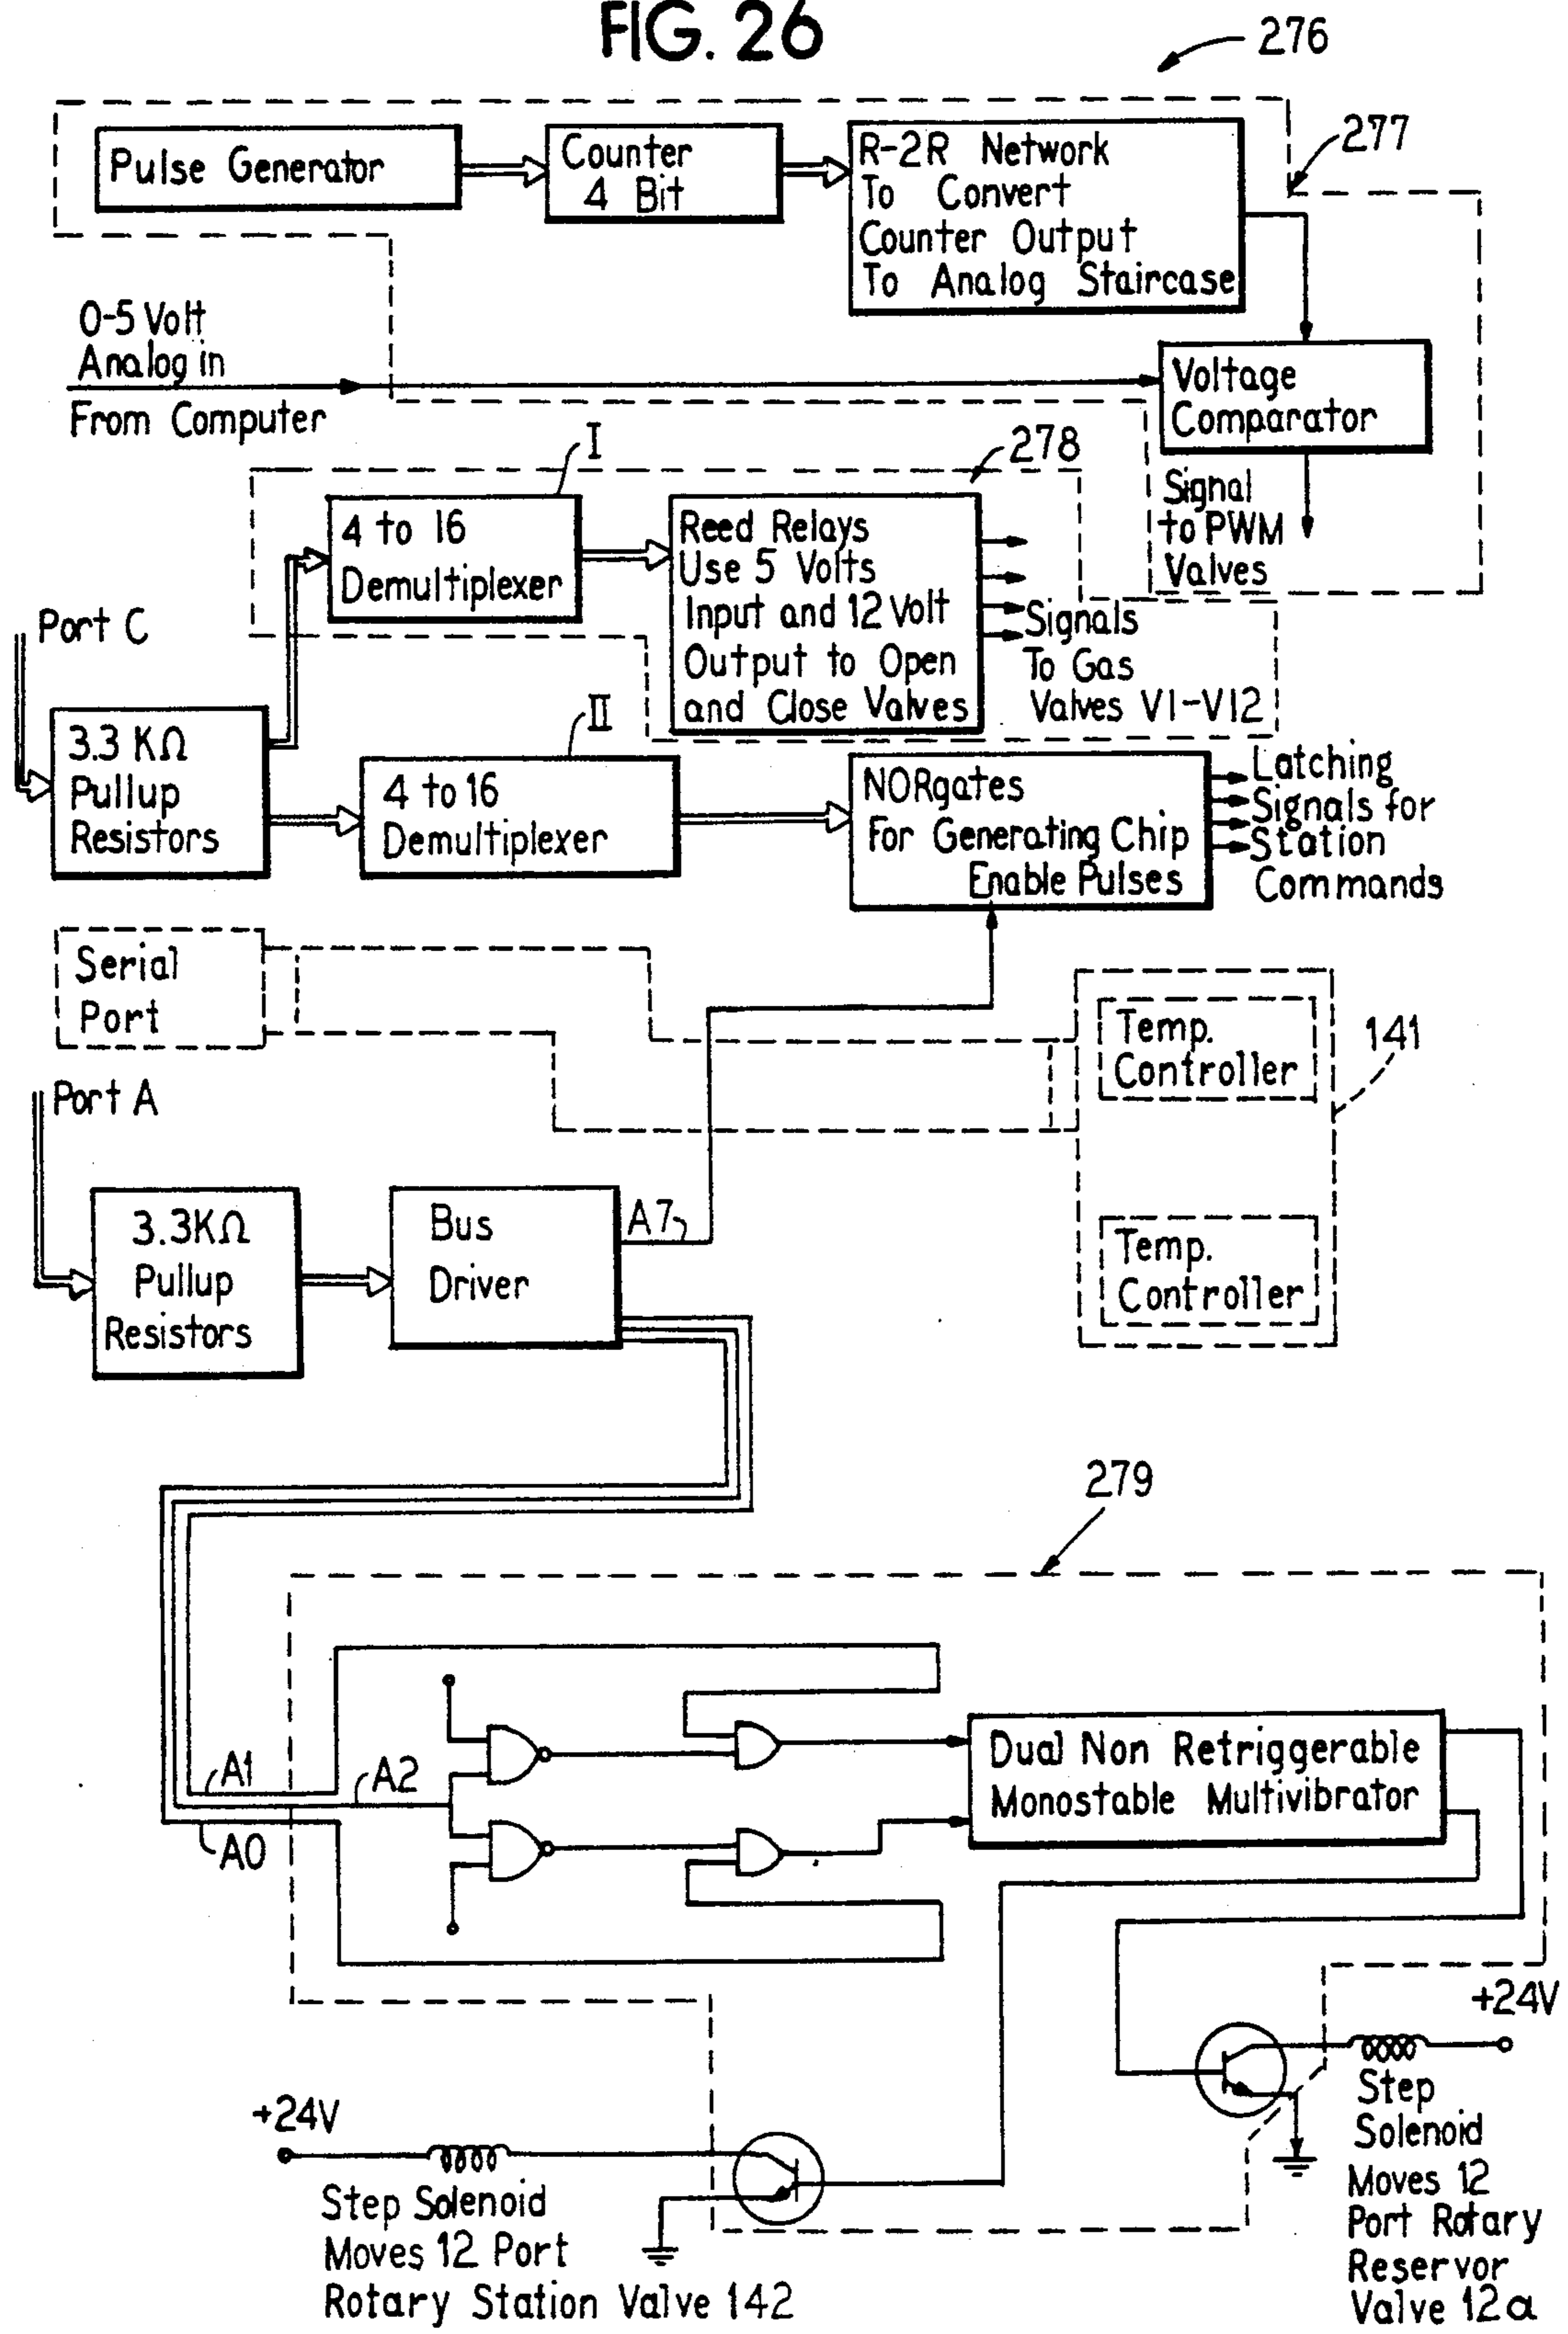 FIG. 26
276
277
Pulse Generator
Counter
4 Bit
R-2R Network
To Convert
Counter Output
To Analog Staircase
0-5 Volt
Analog in
From Computer
Voltage
Comparator
Signal
to PWM
Valves
I
278
4 to 16
Demultiplexer
Reed Relays
Use 5 Volts
Input and 12 Volt
Output to Open
and Close Valves
Signals
To Gas
Valves V1-V12
Port C
3.3 KΩ
Pullup
Resistors
II
4 to 16
Demultiplexer
NORgates
For Generating Chip
Enable Pulses
Latching
Signals for
Station
Commands
Serial
Port
Temp.
Controller
141
Temp.
Controller
Port A
3.3KΩ
Pullup
Resistors
Bus
Driver
A7
279
A1
A2
A0
Dual Non Retriggerable
Monostable Multivibrator
+24V
Step
Solenoid
Moves 12
Port Rotary
Reservor
Valve 12a
+24V
Step Solenoid
Moves 12 Port
Rotary Station Valve 142